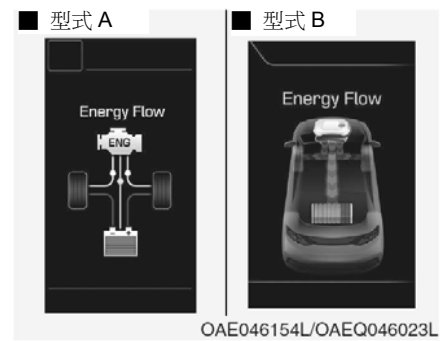 ■ 型式 A
■ 型式 B
Energy Flow
ENG
Energy Flow
OAE046154L/OAEQ046023L